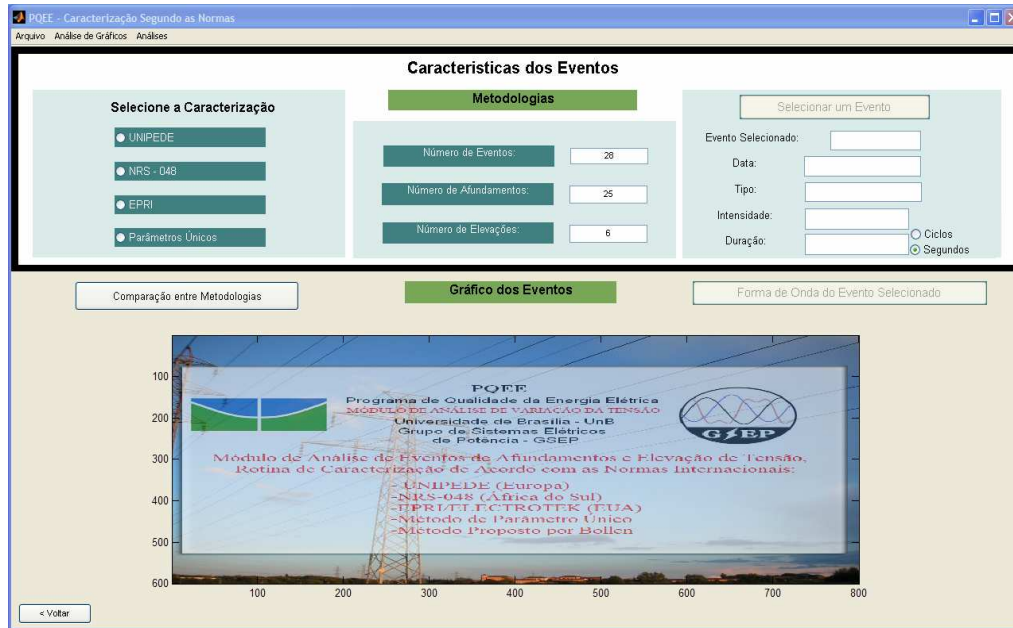 PQEE - Caracterização Segundo as Normas
Arquivo Análise de Gráficos Análises
Caracteristicas dos Eventos
Selecione a Caracterização
UNIPEDE
NRS - 048
EPRI
Parâmetros Únicos
Metodologias
Número de Eventos: 28
Número de Afundamentos: 25
Número de Elevações: 6
Selecionar um Evento
Evento Selecionado:
Data:
Tipo:
Intensidade:
Duração:
Ciclos
Segundos
Comparação entre Metodologias
Gráfico dos Eventos
Forma de Onda do Evento Selecionado
100
200
300
400
500
600
PQEE
Programa de Qualidade da Energia Elétrica
MÓDULO DE ANÁLISE DE VARIAÇÃO DA TENSÃO
Universidade de Brasília - UnB
Grupo de Sistemas Elétricos
de Potência - GSEP
GSEP
Módulo de Análise de Eventos de Afundamentos e Elevação de Tensão,
Rotina de Caracterização de Acordo com as Normas Internacionais:
- UNIPEDE (Europa)
-NRS-048 (África do Sul)
-EPRI/ELECTROTEK (EUA)
-Método de Parâmetro Único
-Método Proposto por Bollen
100 200 300 400 500 600 700 800
< Voltar